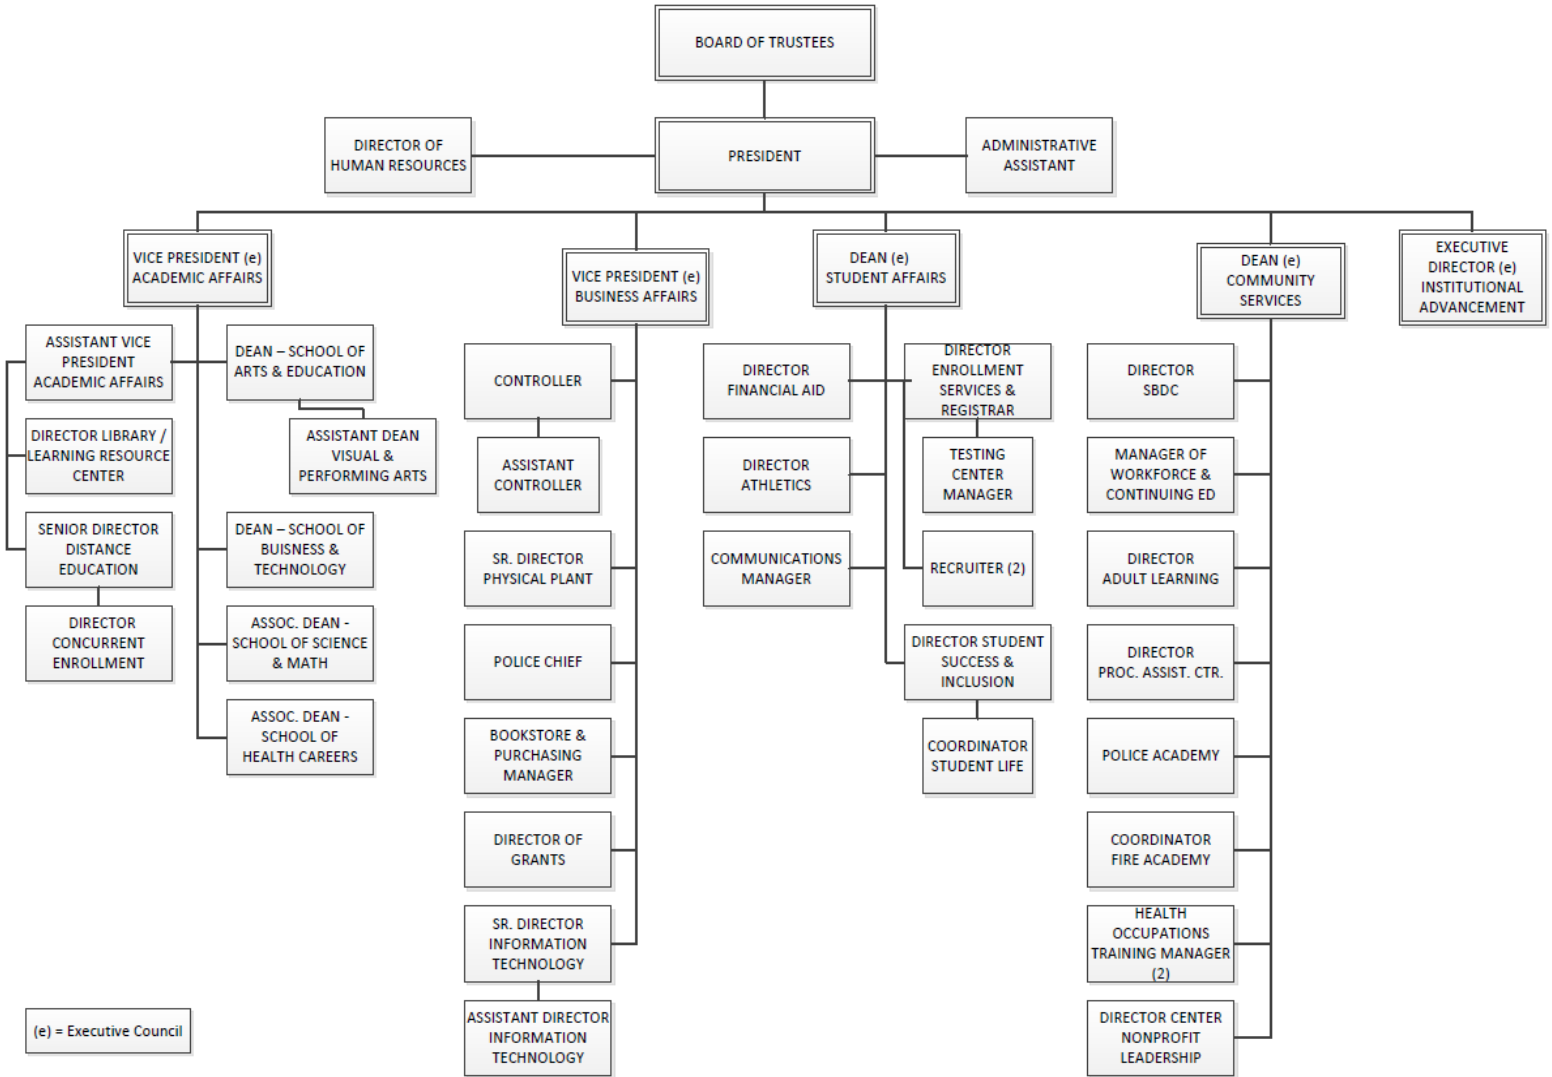 BOARD OF TRUSTEES
DIRECTOR OF
HUMAN RESOURCES
PRESIDENT
ADMINISTRATIVE
ASSISTANT
VICE PRESIDENT (e)
ACADEMIC AFFAIRS
VICE PRESIDENT (e)
BUSINESS AFFAIRS
DEAN (e)
STUDENT AFFAIRS
DEAN (e)
COMMUNITY
SERVICES
EXECUTIVE
DIRECTOR (e)
INSTITUTIONAL
ADVANCEMENT
ASSISTANT VICE
PRESIDENT
ACADEMIC AFFAIRS
DEAN – SCHOOL OF
ARTS & EDUCATION
DIRECTOR LIBRARY /
LEARNING RESOURCE
CENTER
ASSISTANT DEAN
VISUAL &
PERFORMING ARTS
SENIOR DIRECTOR
DISTANCE
EDUCATION
DEAN – SCHOOL OF
BUISNESS &
TECHNOLOGY
DIRECTOR
CONCURRENT
ENROLLMENT
ASSOC. DEAN -
SCHOOL OF SCIENCE
& MATH
ASSOC. DEAN -
SCHOOL OF
HEALTH CAREERS
CONTROLLER
ASSISTANT
CONTROLLER
SR. DIRECTOR
PHYSICAL PLANT
POLICE CHIEF
BOOKSTORE &
PURCHASING
MANAGER
DIRECTOR OF
GRANTS
SR. DIRECTOR
INFORMATION
TECHNOLOGY
ASSISTANT DIRECTOR
INFORMATION
TECHNOLOGY
DIRECTOR
FINANCIAL AID
DIRECTOR
ENROLLMENT
SERVICES &
REGISTRAR
DIRECTOR
ATHLETICS
TESTING
CENTER
MANAGER
COMMUNICATIONS
MANAGER
RECRUITER (2)
DIRECTOR STUDENT
SUCCESS &
INCLUSION
COORDINATOR
STUDENT LIFE
DIRECTOR
SBDC
MANAGER OF
WORKFORCE &
CONTINUING ED
DIRECTOR
ADULT LEARNING
DIRECTOR
PROC. ASSIST. CTR.
POLICE ACADEMY
COORDINATOR
FIRE ACADEMY
HEALTH
OCCUPATIONS
TRAINING MANAGER
(2)
DIRECTOR CENTER
NONPROFIT
LEADERSHIP
(e) = Executive Council